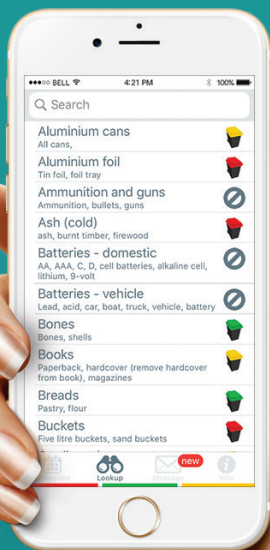 BELL 4:21 PM 100%
Search
Aluminium cans
All cans,
Aluminium foil
Tin foil, foil tray
Ammunition and guns
Ammunition, bullets, guns
Ash (cold)
ash, burnt timber, firewood
Batteries - domestic
AA, AAA, C, D, cell batteries, alkaline cell,
lithium, 9-volt
Batteries - vehicle
Lead, acid, car, boat, truck, vehicle, battery
Bones
Bones, shells
Books
Paperback, hardcover (remove hardcover
from book), magazines
Breads
Pastry, flour
Buckets
Five litre buckets, sand buckets
new
Lookup Message Info